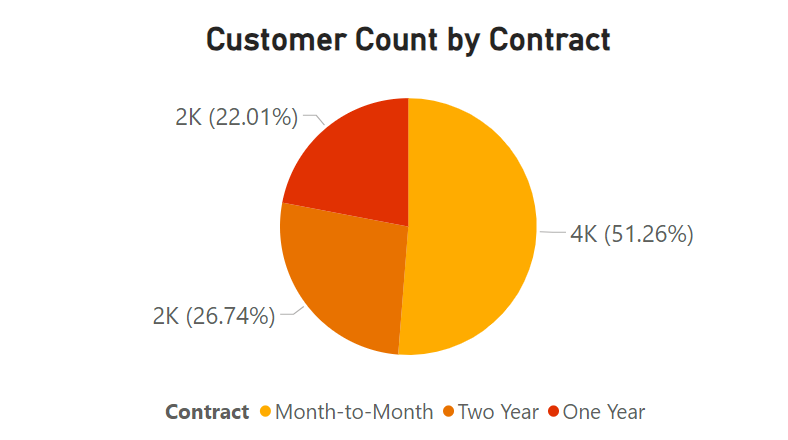 Customer Count by Contract
2K (22.01%)
4K (51.26%)
2K (26.74%)
Contract Month-to-Month Two Year One Year